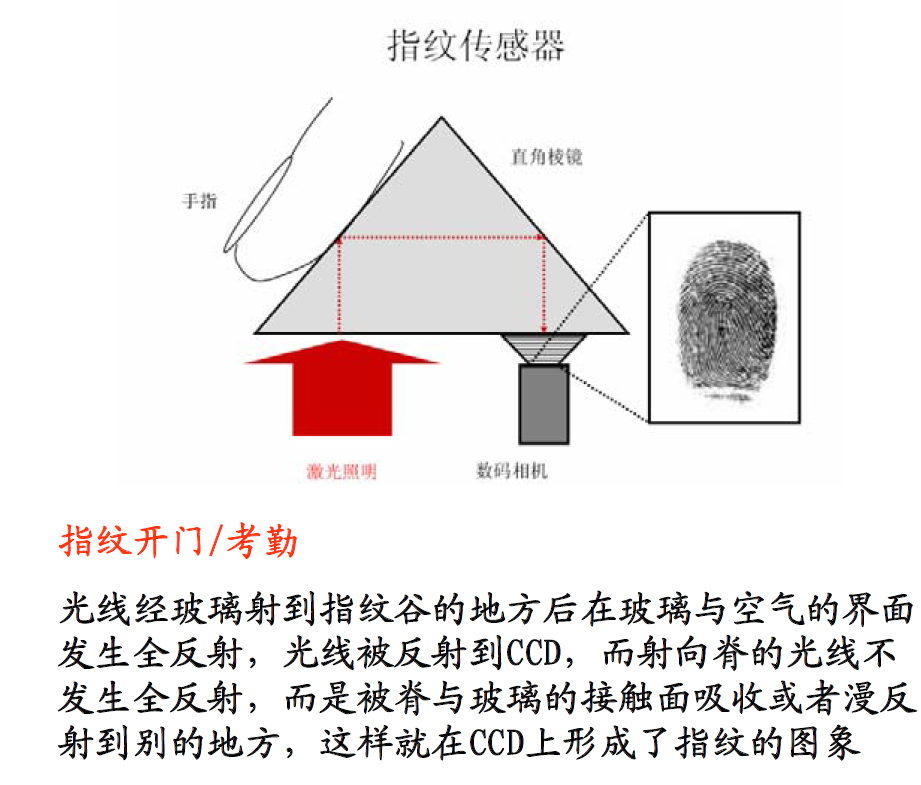 指纹传感器
直角棱镜
手指
激光照明
数码相机
指纹开门/考勤
光线经玻璃射到指纹谷的地方后在玻璃与空气的界面
发生全反射，光线被反射到CCD，而射向脊的光线不
发生全反射，而是被脊与玻璃的接触面吸收或者漫反
射到别的地方，这样就在CCD上形成了指纹的图象